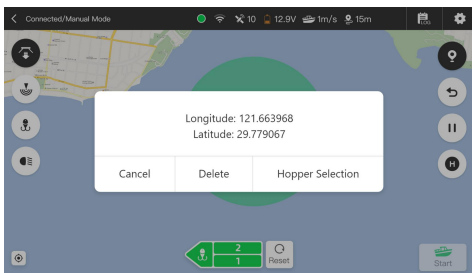 Connected/Manual Mode
10
12.9V
1m/s
15m
LOG
Longitude: 121.663968
Latitude: 29.779067
Cancel
Delete
Hopper Selection
H
2
1
Reset
Start